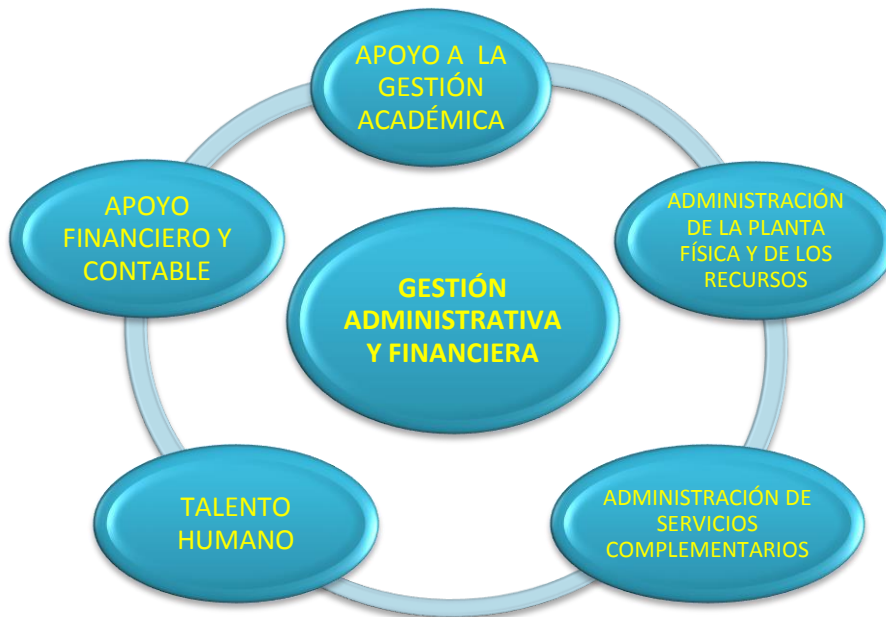 APOYO A LA
GESTIÓN
ACADÉMICA
ADMINISTRACIÓN
DE LA PLANTA
FÍSICA Y DE LOS
RECURSOS
ADMINISTRACIÓN DE
SERVICIOS
COMPLEMENTARIOS
TALENTO
HUMANO
APOYO
FINANCIERO Y
CONTABLE
GESTIÓN
ADMINISTRATIVA
Y FINANCIERA